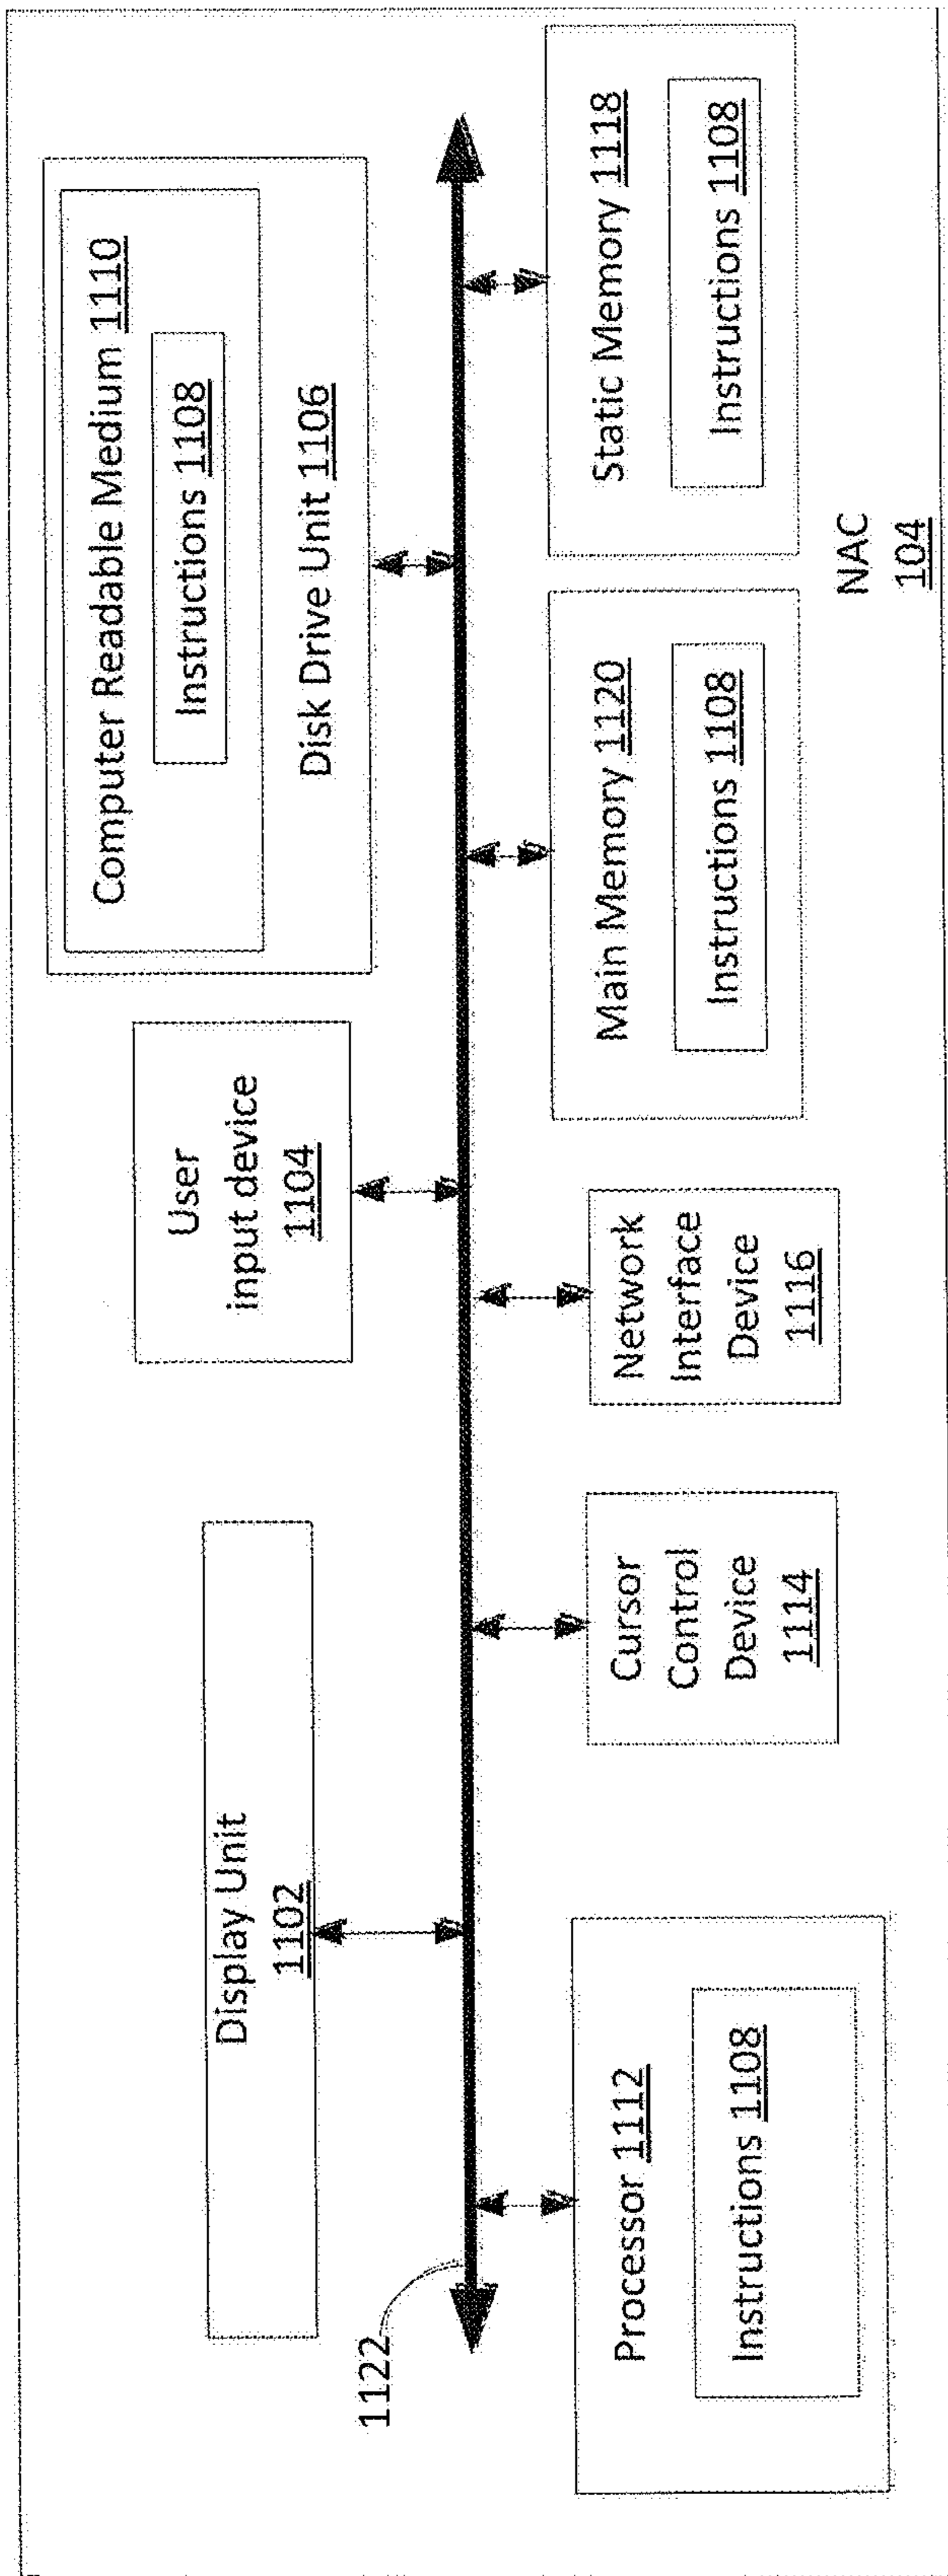 Display Unit
1102
User
input device
1104
Computer Readable Medium 1110
Instructions 1108
Disk Drive Unit 1106
1122
Processor 1112
Instructions 1108
Cursor
Control
Device
1114
Network
Interface
Device
1116
Main Memory 1120
Instructions 1108
Static Memory 1118
Instructions 1108
NAC
104